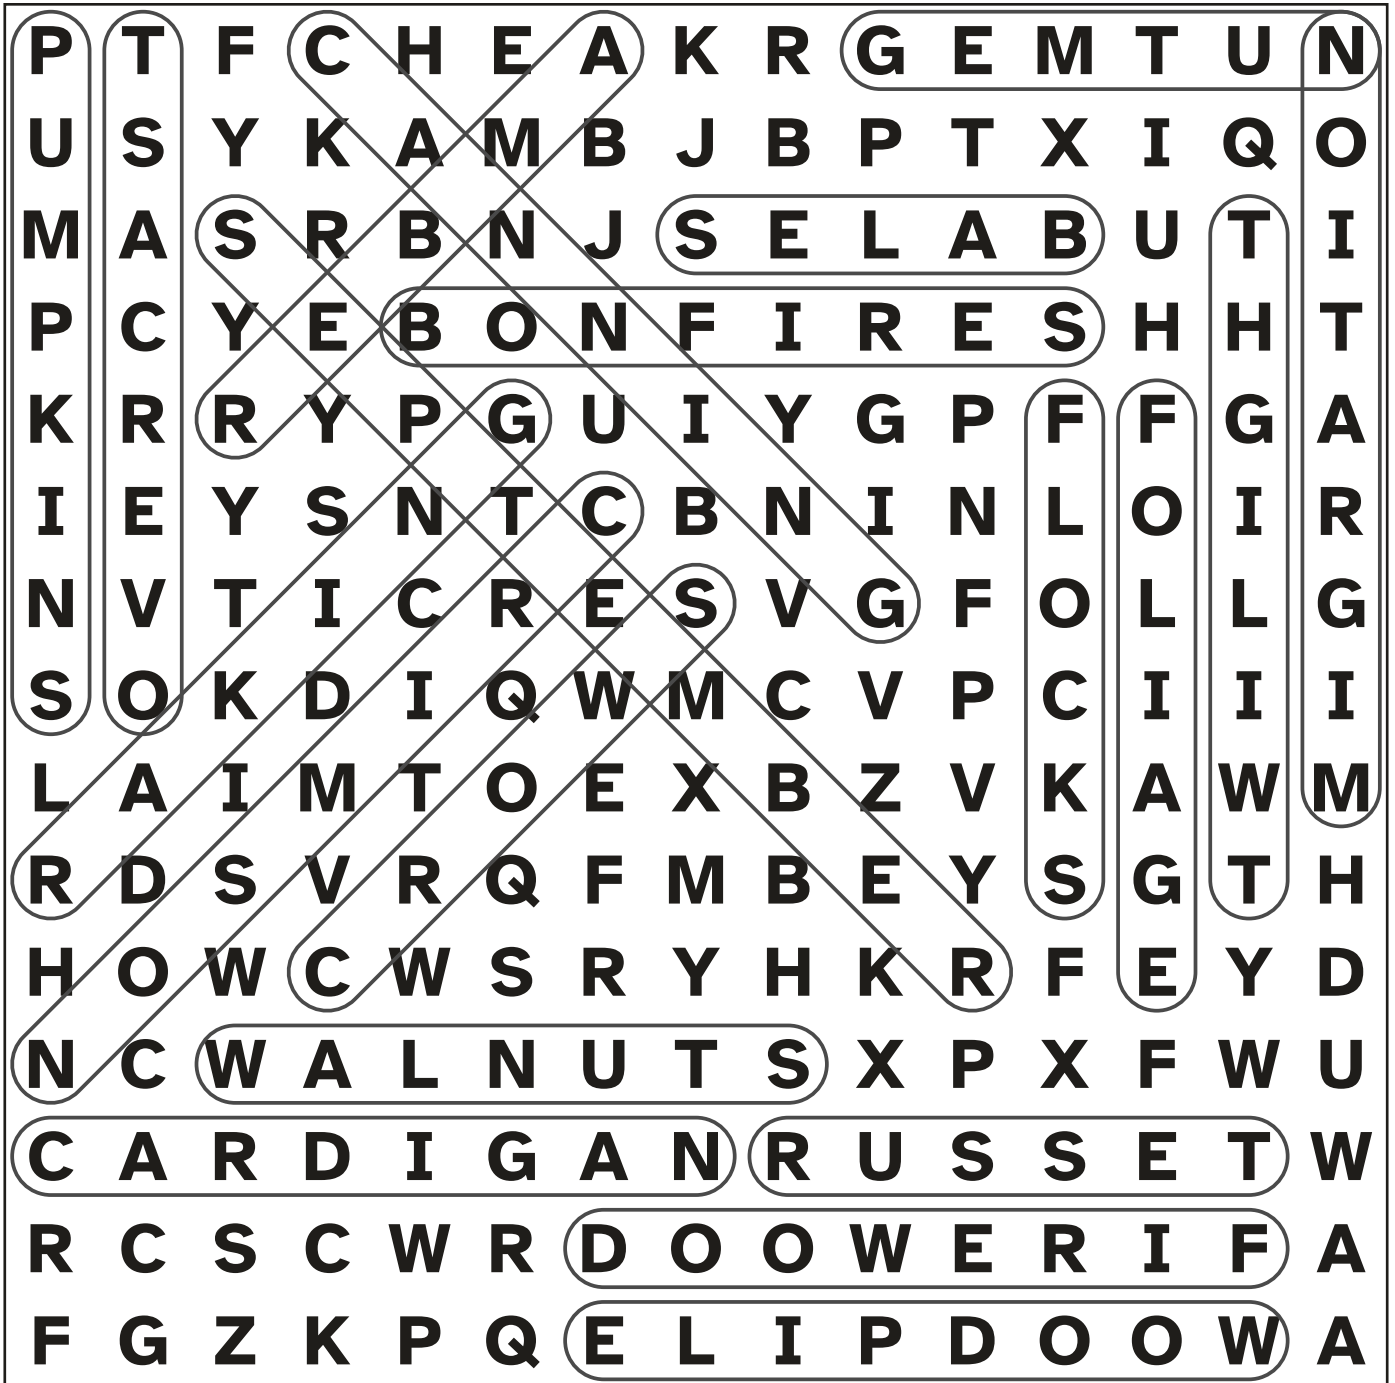 P T F C H E A K R G E M T U N
U S Y K A M B J B P T X I Q O
M A S R B N J S E L A B U T I
P C Y E B O N F I R E S H H T
K R R Y P G U I Y G P F F G A
I E Y S N T C B N I N L O I R
N V T I C R E S V G F O L L G
S O K D I Q W M C V P C I I I
L A I M T O E X B Z V K A W M
R D S V R Q F M B E Y S G T H
H O W C W S R Y H K R F E Y D
N C W A L N U T S X P X F W U
C A R D I G A N R U S S E T W
R C S C W R D O O W E R I F A
F G Z K P Q E L I P D O O W A